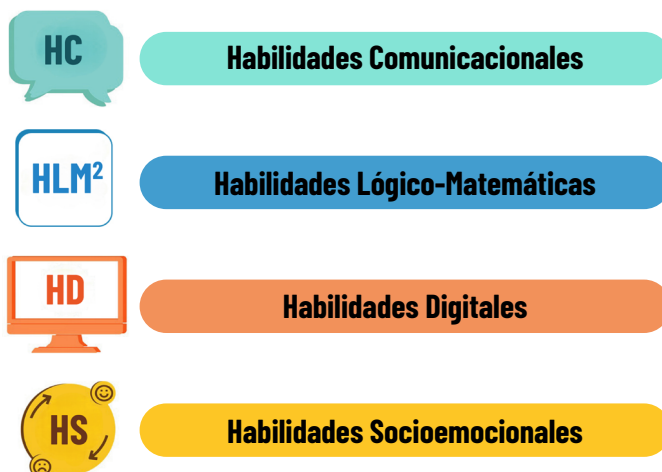 HC
Habilidades Comunicacionales
HLM²
Habilidades Lógico-Matemáticas
HD
Habilidades Digitales
HS
Habilidades Socioemocionales